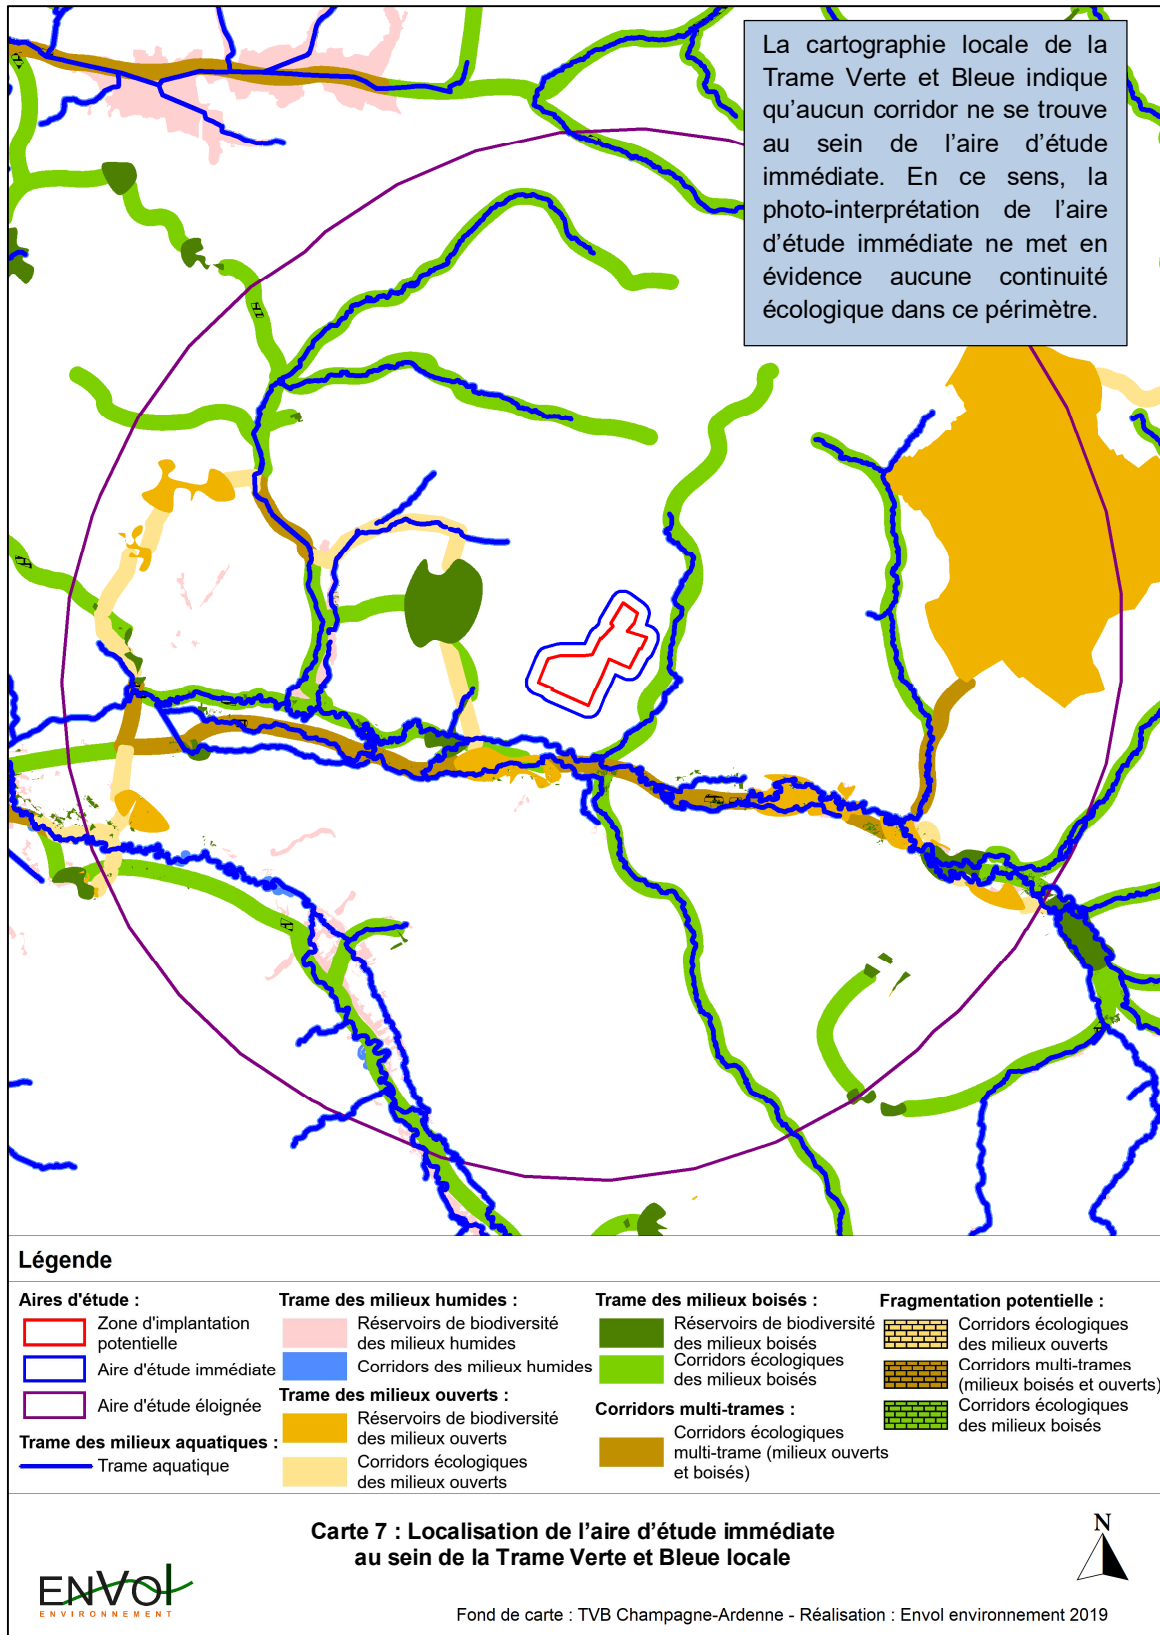 La cartographie locale de la
Trame Verte et Bleue indique
qu’aucun corridor ne se trouve
au sein de l’aire d’étude
immédiate. En ce sens, la
photo-interprétation de l’aire
d’étude immédiate ne met en
évidence aucune continuité
écologique dans ce périmètre.
Légende
Aires d'étude :
Zone d'implantation
potentielle
Aire d'étude immédiate
Aire d'étude éloignée
Trame des milieux aquatiques :
Trame aquatique
Trame des milieux humides :
Réservoirs de biodiversité
des milieux humides
Corridors des milieux humides
Trame des milieux ouverts :
Réservoirs de biodiversité
des milieux ouverts
Corridors écologiques
des milieux ouverts
Trame des milieux boisés :
Réservoirs de biodiversité
des milieux boisés
Corridors écologiques
des milieux boisés
Corridors multi-trames :
Corridors écologiques
multi-trame (milieux ouverts
et boisés)
Fragmentation potentielle :
Corridors écologiques
des milieux ouverts
Corridors multi-trames
(milieux boisés et ouverts)
Corridors écologiques
des milieux boisés
Carte 7 : Localisation de l’aire d’étude immédiate
au sein de la Trame Verte et Bleue locale
N
ENVOl
ENVIRONNEMENT
Fond de carte : TVB Champagne-Ardenne - Réalisation : Envol environnement 2019